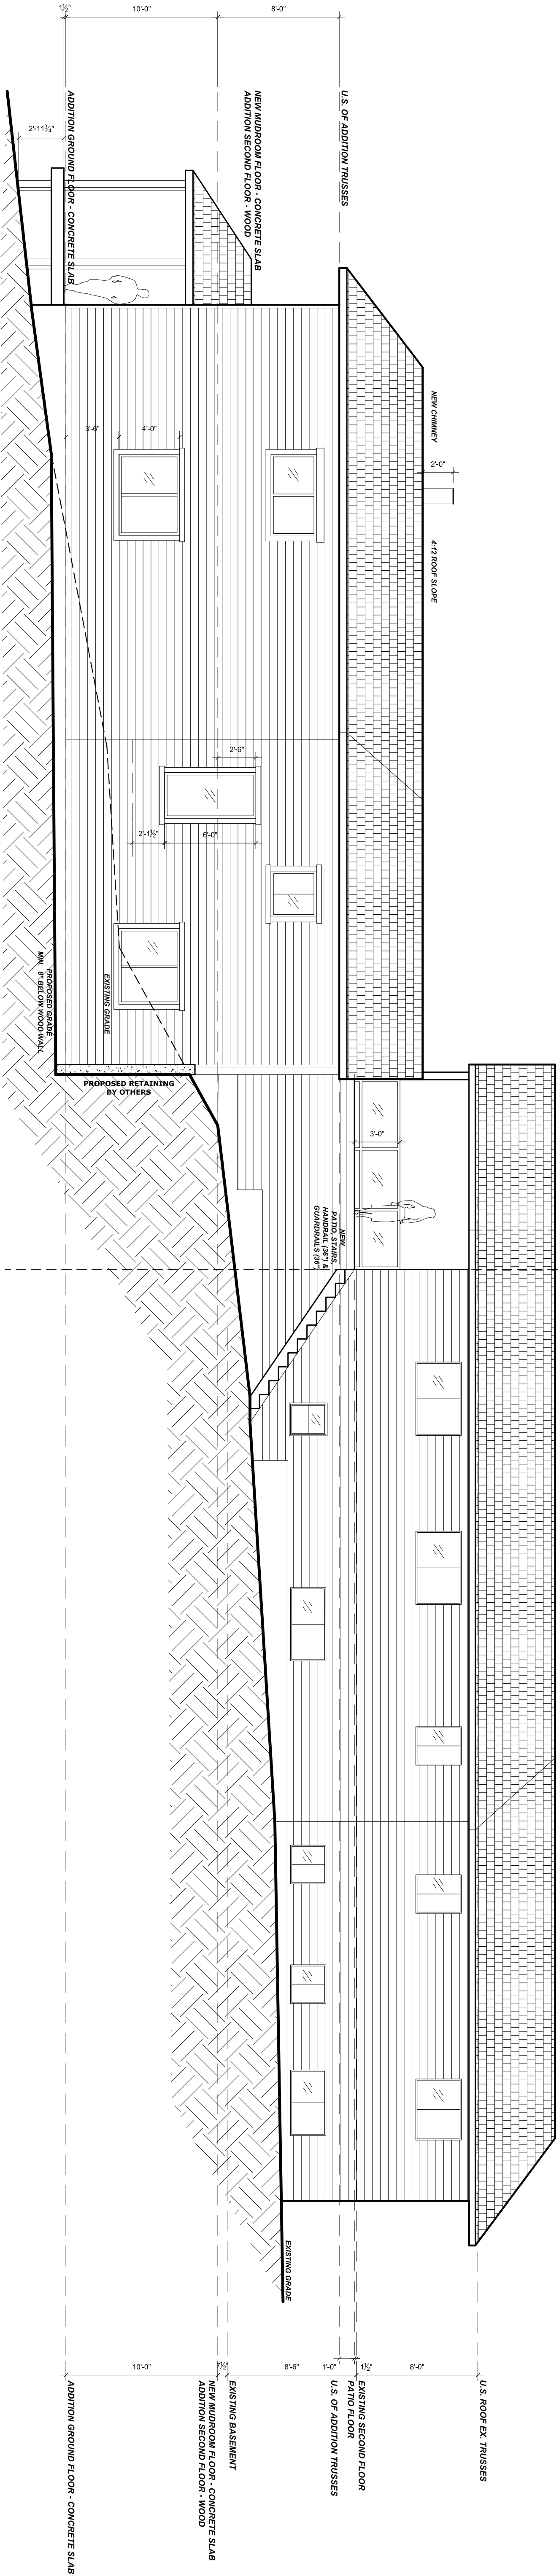 1½"
10'-0"
8'-0"
2'-11¾"
ADDITION GROUND FLOOR - CONCRETE SLAB
NEW MUDROOM FLOOR - CONCRETE SLAB
ADDITION SECOND FLOOR - WOOD
U.S. OF ADDITION TRUSSES
NEW CHIMNEY
2'-0"
4:12 ROOF SLOPE
3'-6"
4'-0"
2'-6"
2'-1½"
6'-0"
EXISTING GRADE
PROPOSED GRADE
MIN. 8" BELOW WOOD WALL
PROPOSED RETAINING
BY OTHERS
3'-0"
NEW
PATIO, STAIRS,
HANDRAIL (36") &
GUARDRAILS (36")
EXISTING GRADE
10'-0"
7½"
8'-6"
1'-0"
1½"
8'-0"
U.S. ROOF EX. TRUSSES
EXISTING SECOND FLOOR
PATIO FLOOR
U.S. OF ADDITION TRUSSES
EXISTING BASEMENT
NEW MUDROOM FLOOR - CONCRETE SLAB
ADDITION SECOND FLOOR - WOOD
ADDITION GROUND FLOOR - CONCRETE SLAB